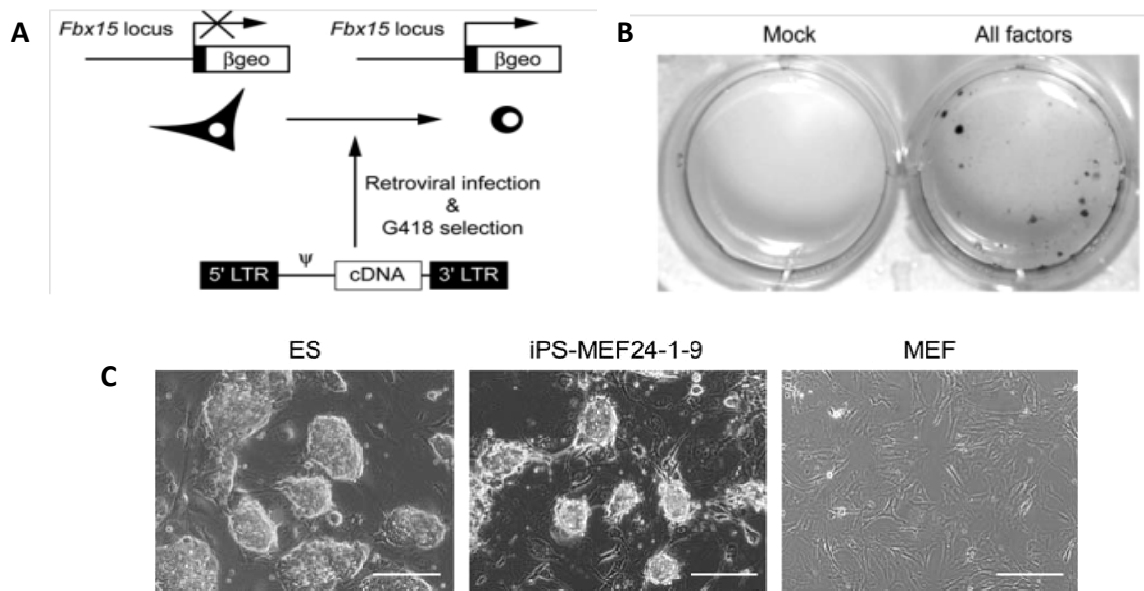 A
Fbx15 locus
βgeo
Fbx15 locus
βgeo
Retroviral infection
&
G418 selection
5' LTR
ψ
cDNA
3' LTR
B
Mock
All factors
C
ES
iPS-MEF24-1-9
MEF